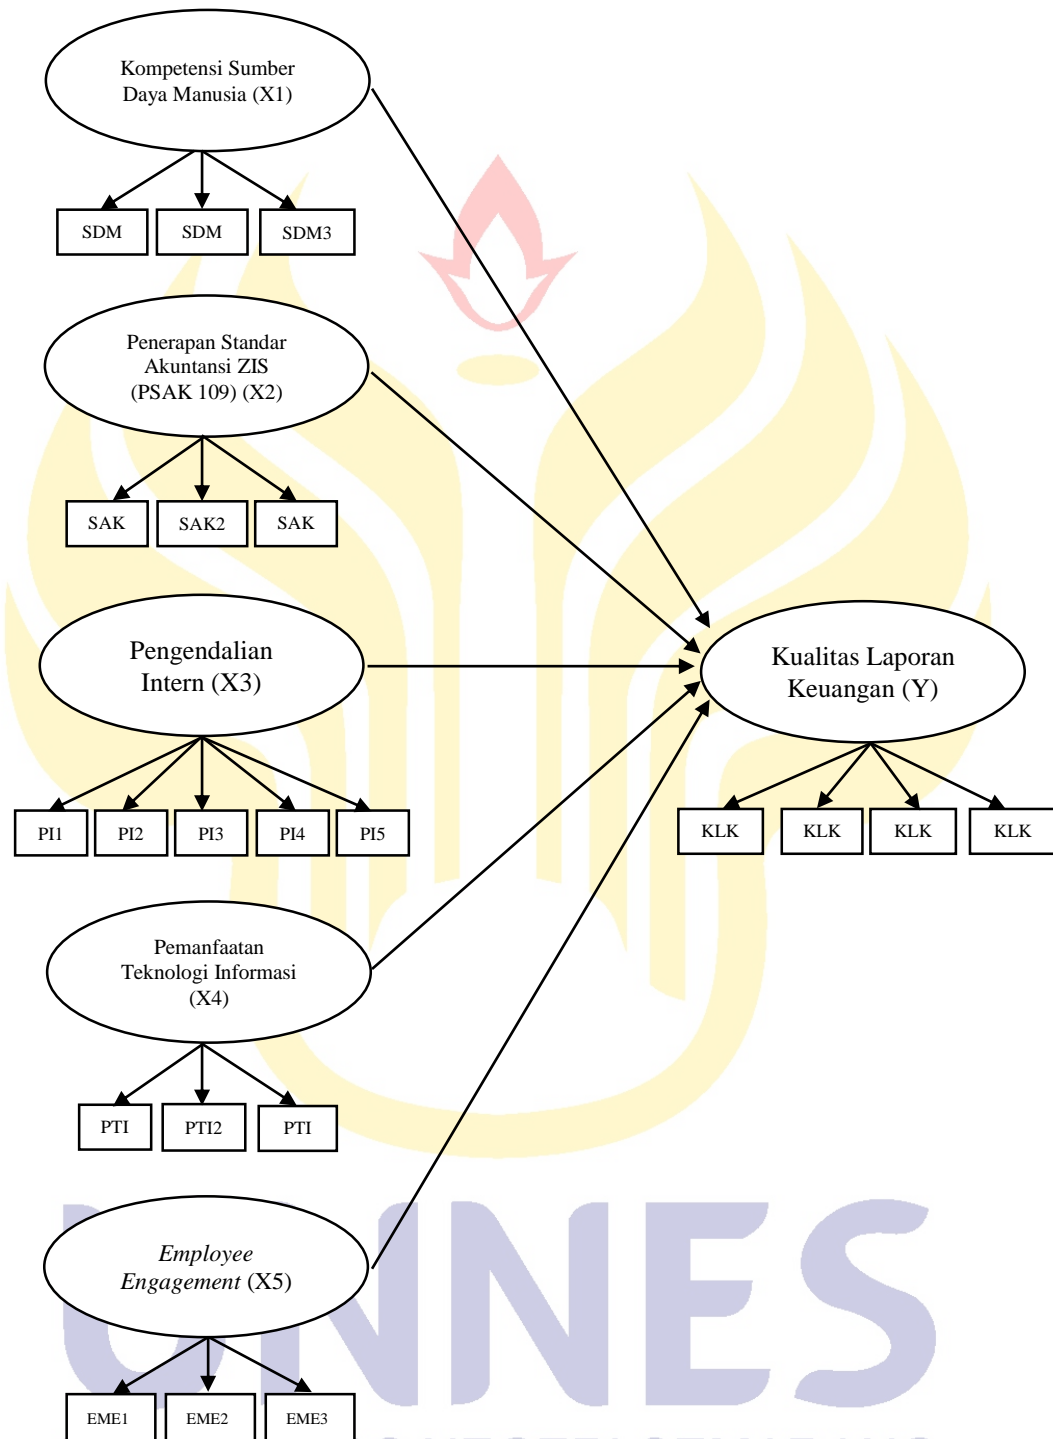 Kompetensi Sumber
Daya Manusia (X1)
SDM
SDM
SDM3
Penerapan Standar
Akuntansi ZIS
(PSAK 109) (X2)
SAK
SAK2
SAK
Pengendalian
Intern (X3)
PI1
PI2
PI3
PI4
PI5
Kualitas Laporan
Keuangan (Y)
KLK
KLK
KLK
KLK
Pemanfaatan
Teknologi Informasi
(X4)
PTI
PTI2
PTI
Employee
Engagement (X5)
EME1
EME2
EME3
UNNES